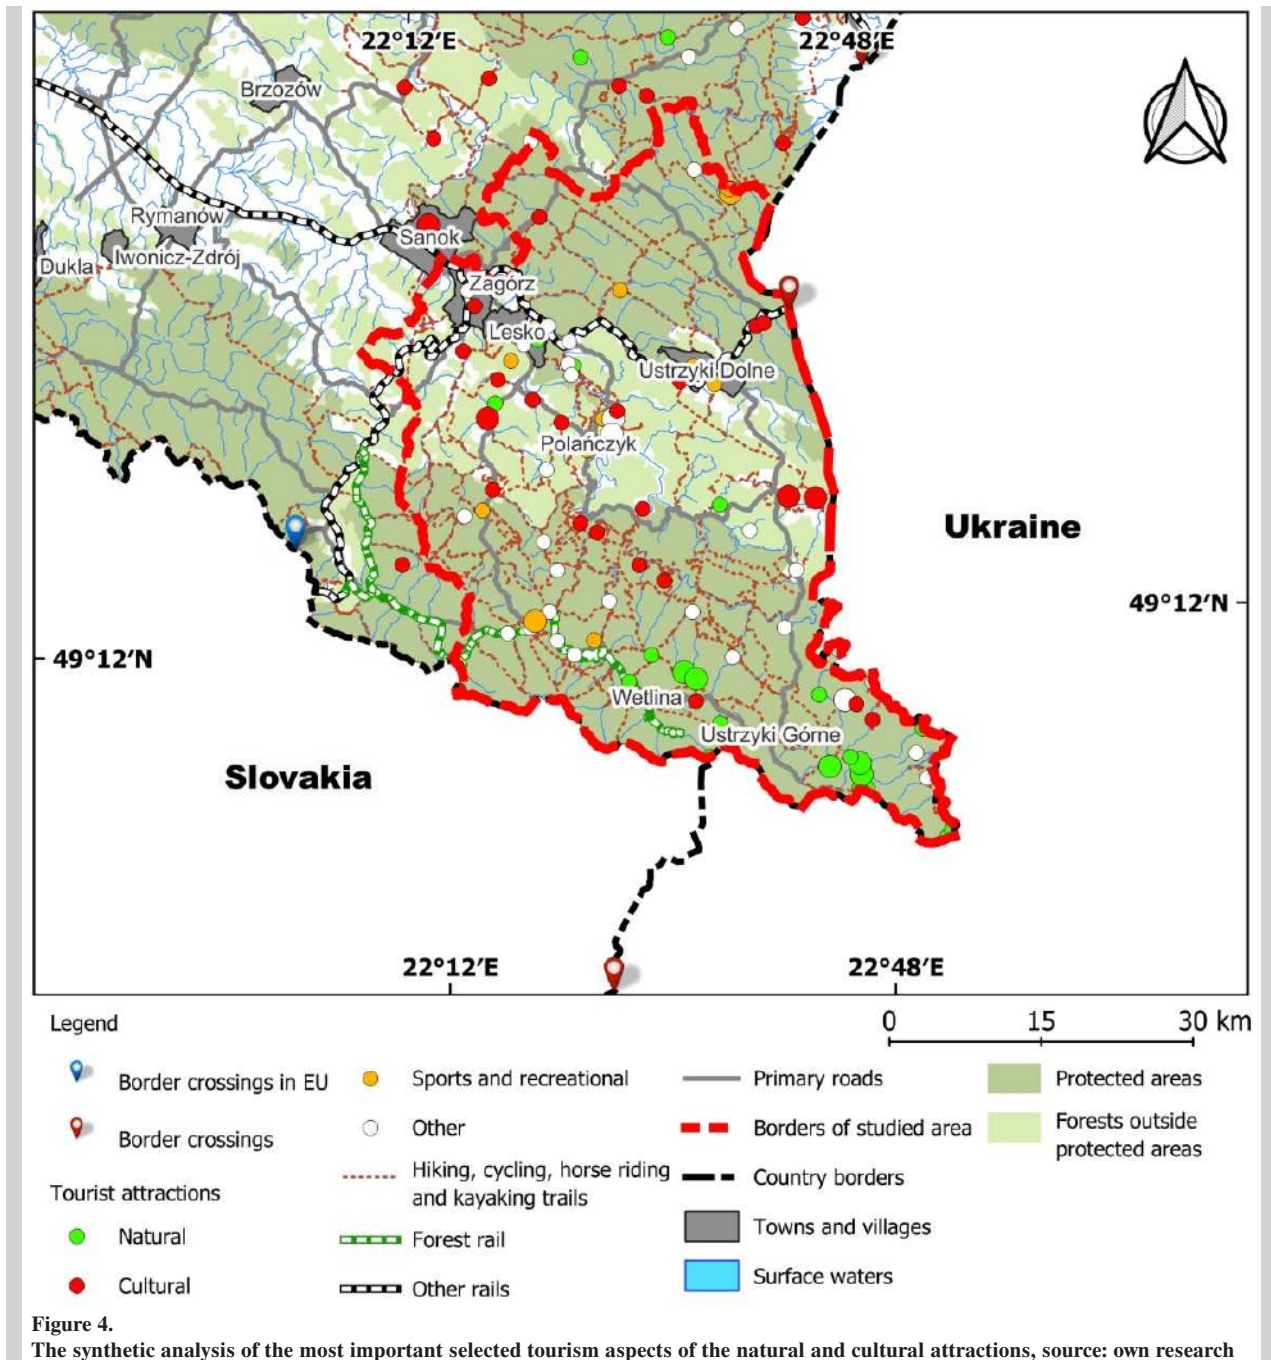 22°12′E
22°48′E
Brzozów
Rymanów
Sanok
Iwonicz-Zdrój
Dukla
Zagórz
Lesko
Ustrzyki Dolne
Polańczyk
Ukraine
49°12′N
49°12′N
Wetlina
Ustrzyki Górne
Slovakia
22°12′E
22°48′E
Legend
0 15 30 km
Border crossings in EU
Sports and recreational
Primary roads
Protected areas
Border crossings
Other
Borders of studied area
Forests outside
protected areas
Tourist attractions
Hiking, cycling, horse riding
and kayaking trails
Country borders
Natural
Forest rail
Towns and villages
Cultural
Other rails
Surface waters
Figure 4.
The synthetic analysis of the most important selected tourism aspects of the natural and cultural attractions, source: own research